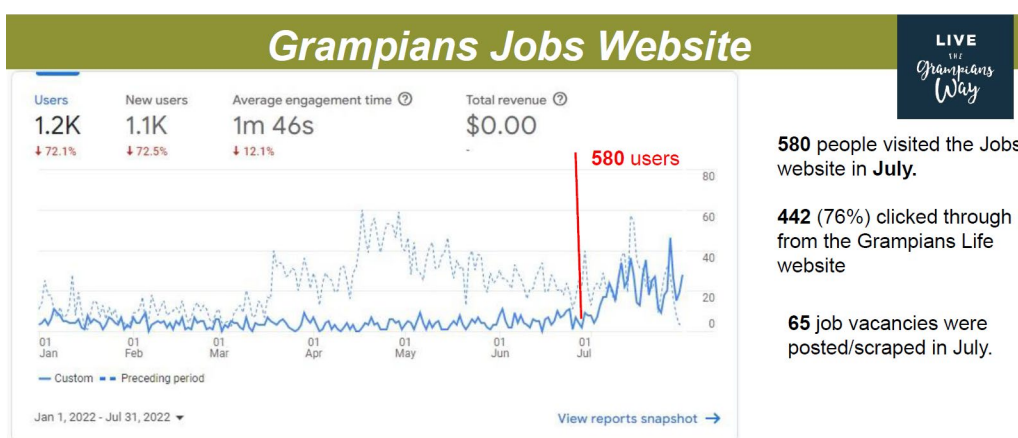 Grampians Jobs Website
LIVE
THE
Grampians
Way
Users
New users
Average engagement time
Total revenue
1.2K
1.1K
1m 46s
$0.00
↓ 72.1%
↓ 72.5%
↓ 12.1%
-
580 users
80
60
40
20
0
01
Jan
01
Feb
01
Mar
01
Apr
01
May
01
Jun
01
Jul
Custom
Preceding period
Jan 1, 2022 - Jul 31, 2022
View reports snapshot →
580 people visited the Jobs
website in July.
442 (76%) clicked through
from the Grampians Life
website
65 job vacancies were
posted/scraped in July.